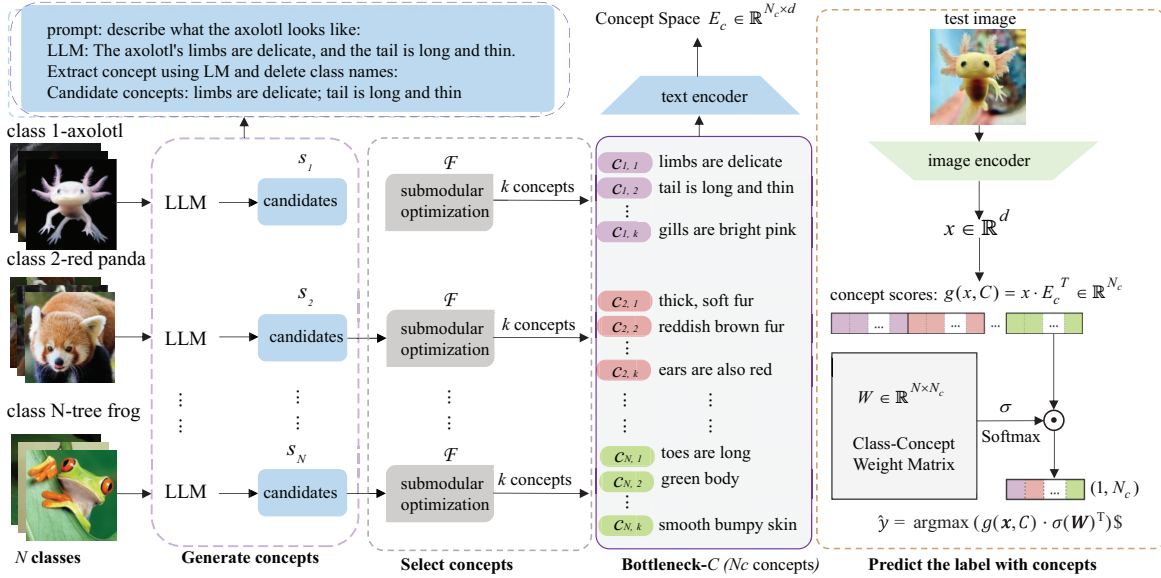 prompt: describe what the axolotl looks like:
LLM: The axolotl's limbs are delicate, and the tail is long and thin.
Extract concept using LM and delete class names:
Candidate concepts: limbs are delicate; tail is long and thin
class 1-axolotl
LLM
s_1
candidates
F
submodular
optimization
k concepts
class 2-red panda
LLM
s_2
candidates
F
submodular
optimization
k concepts
class N-tree frog
LLM
s_N
candidates
F
submodular
optimization
k concepts
N classes
Generate concepts
Select concepts
Concept Space E_c ∈ ℝ^{N_c×d}
text encoder
c_{1, 1} limbs are delicate
c_{1, 2} tail is long and thin
⋮
c_{1, k} gills are bright pink
c_{2, 1} thick, soft fur
c_{2, 2} reddish brown fur
⋮
c_{2, k} ears are also red
c_{N, 1} toes are long
c_{N, 2} green body
⋮
c_{N, k} smooth bumpy skin
Bottleneck-C (Nc concepts)
test image
image encoder
x ∈ ℝ^d
concept scores: g(x, C) = x · E_c^T ∈ ℝ^{N_c}
... ... ... ...
W ∈ ℝ^{N×N_c}
Class-Concept
Weight Matrix
σ
Softmax
... (1, N_c)
ŷ = argmax (g(x, C) · σ(W)^T)$
Predict the label with concepts